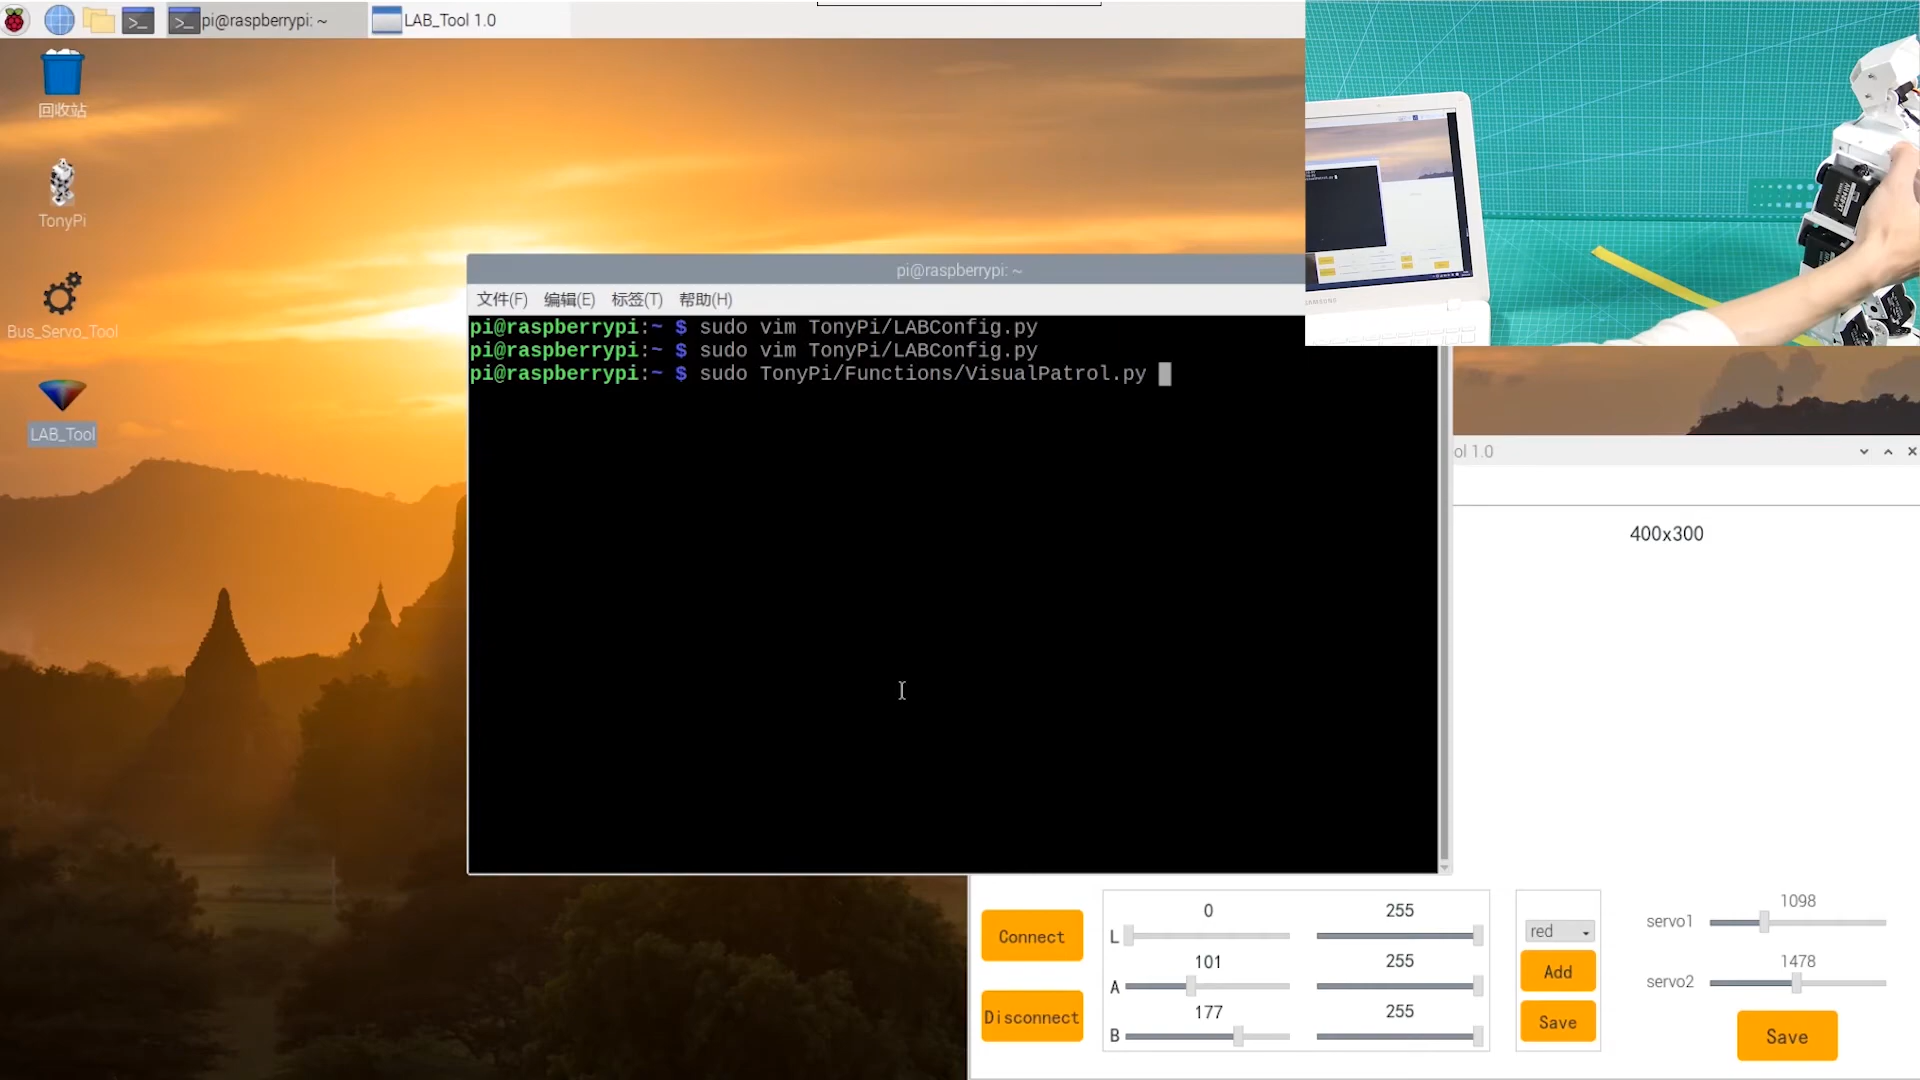 pi@raspberrypi: ~
LAB_Tool 1.0
回收站
TonyPi
Bus_Servo_Tool
LAB_Tool
pi@raspberrypi: ~
文件(F) 编辑(E) 标签(T) 帮助(H)
pi@raspberrypi:~ $ sudo vim TonyPi/LABConfig.py
pi@raspberrypi:~ $ sudo vim TonyPi/LABConfig.py
pi@raspberrypi:~ $ sudo TonyPi/Functions/VisualPatrol.py
SAMSUNG
ol 1.0
400x300
Connect
Disconnect
0 255
L
101 255
A
177 255
B
red
Add
Save
1098
servo1
1478
servo2
Save